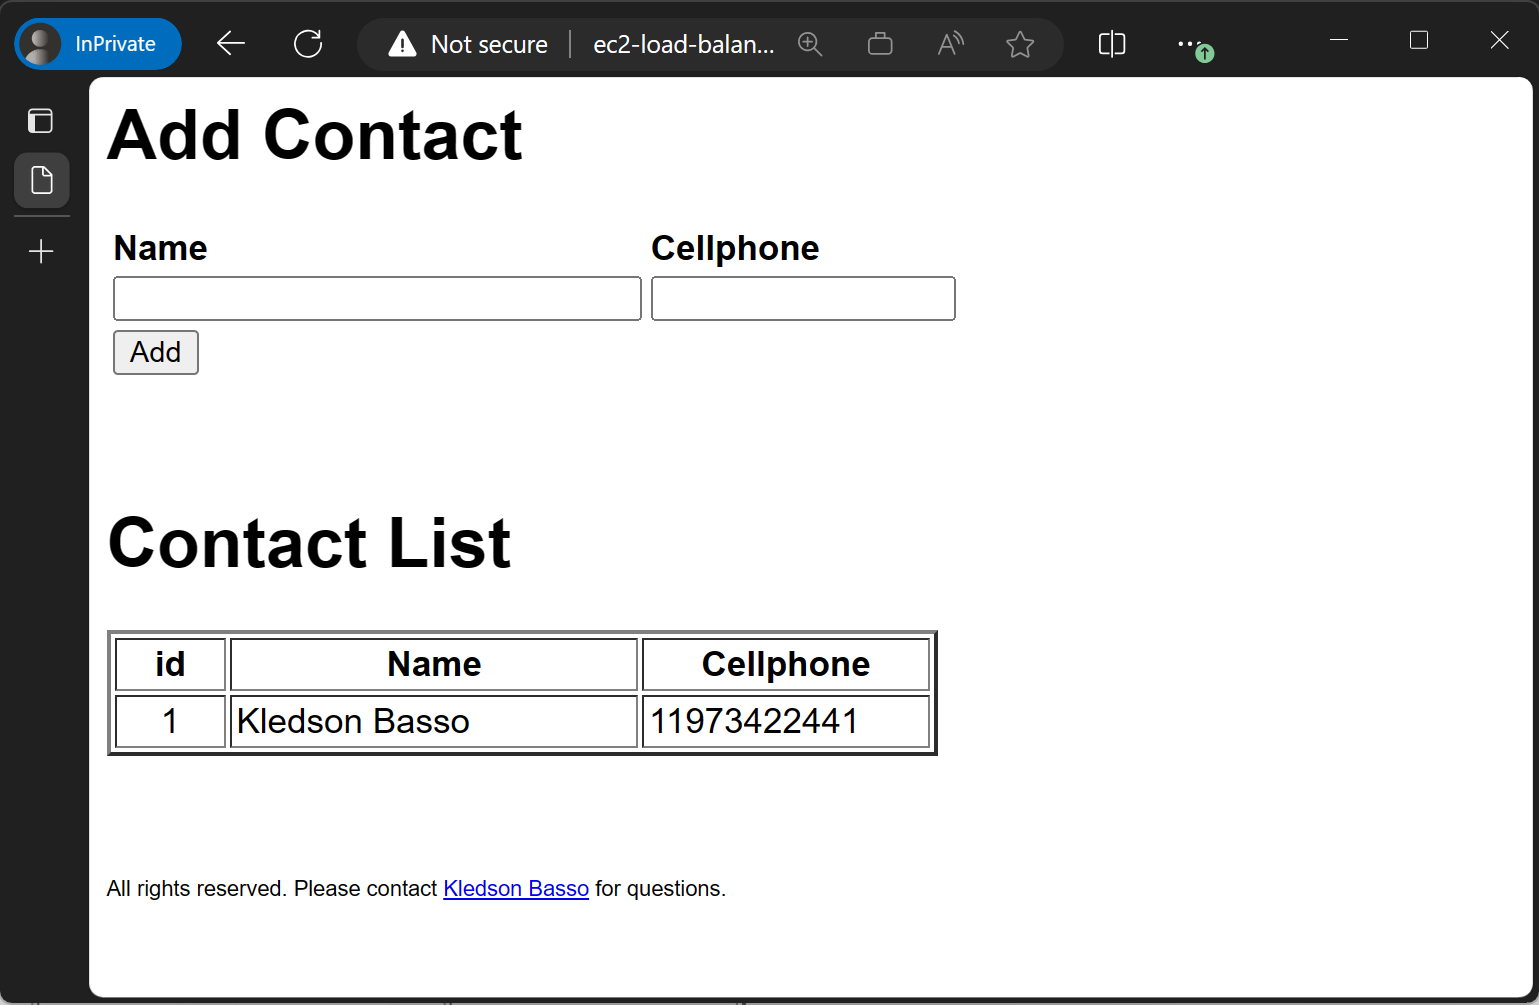 InPrivate Not secure ec2-load-balan...
Add Contact
Name Cellphone
Add
Contact List
id Name Cellphone
1 Kledson Basso 11973422441
All rights reserved. Please contact Kledson Basso for questions.